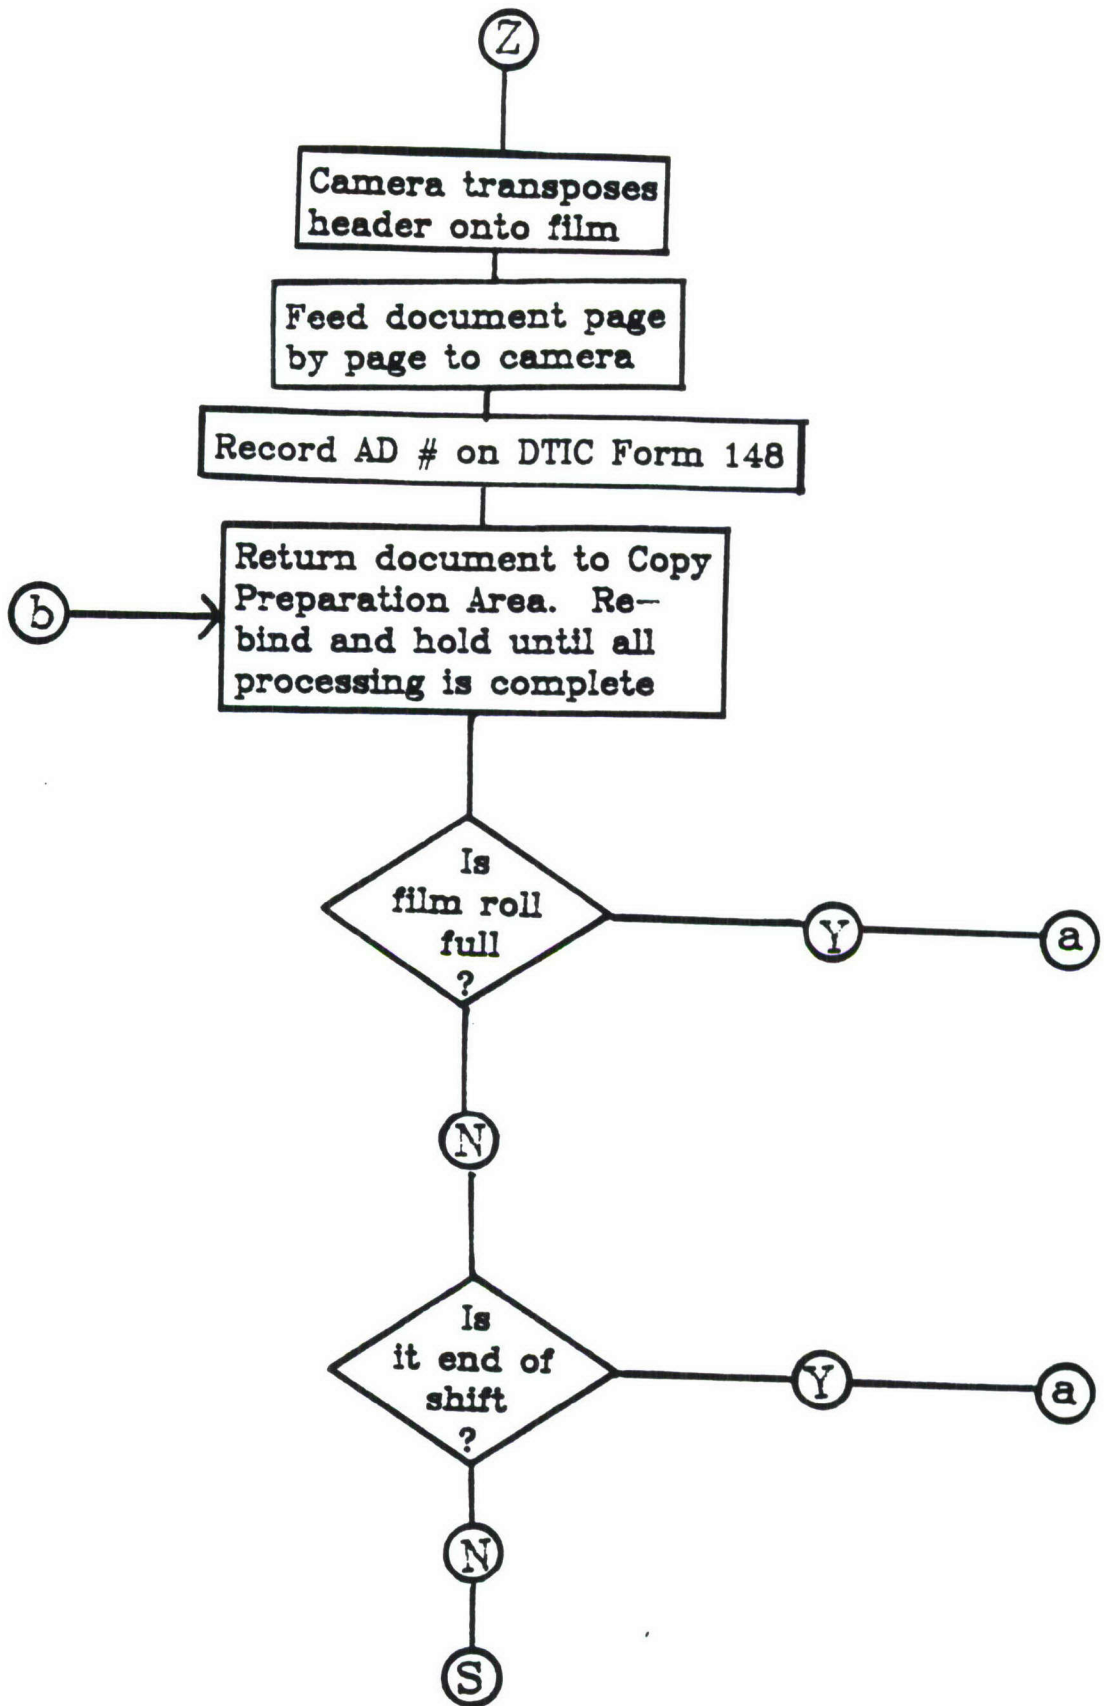 Z
Camera transposes
header onto film
Feed document page
by page to camera
Record AD # on DTIC Form 148
b
Return document to Copy
Preparation Area. Re-
bind and hold until all
processing is complete
Is
film roll
full
?
Y
a
N
Is
it end of
shift
?
Y
a
N
S